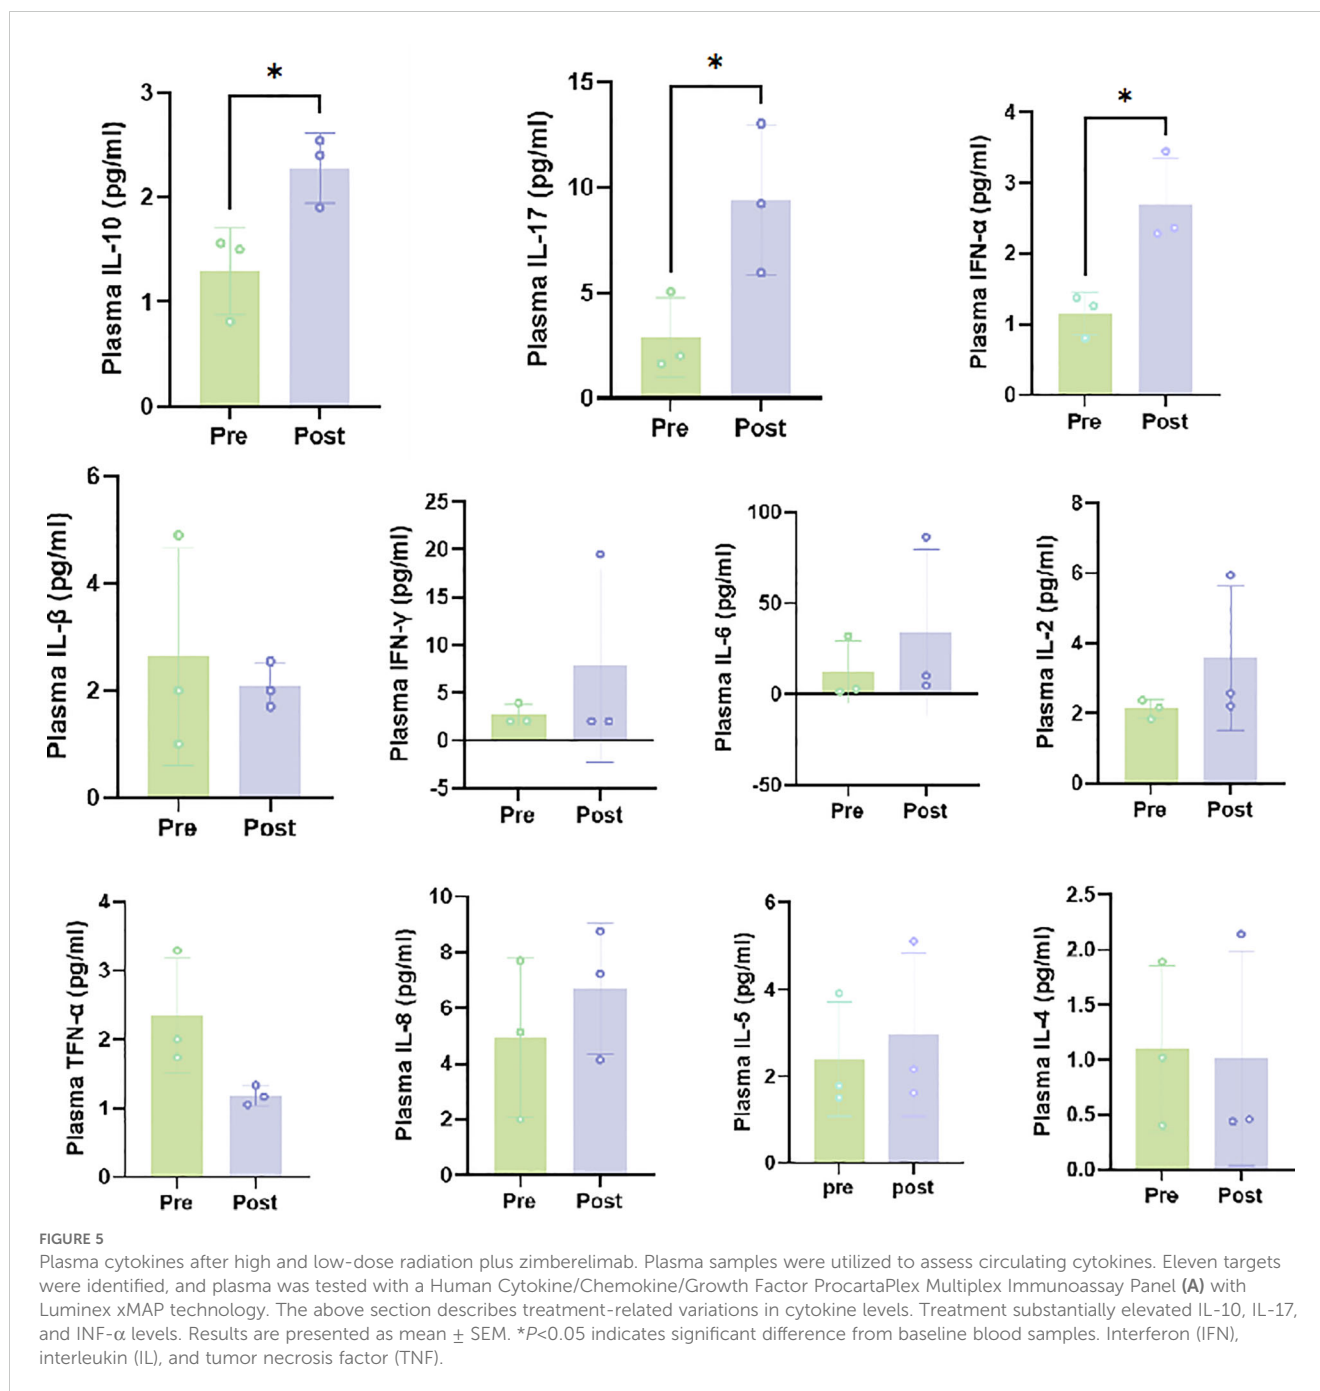 *
*
*
Plasma IL-10 (pg/ml)
3
2
1
0
Pre Post
Plasma IL-17 (pg/ml)
15
10
5
0
Pre Post
Plasma IFN-α (pg/ml)
4
3
2
1
0
Pre Post
Plasma IL-β (pg/ml)
6
4
2
0
Pre Post
Plasma IFN-γ (pg/ml)
25
20
15
10
5
0
-5
Pre Post
Plasma IL-6 (pg/ml)
100
50
0
-50
Pre Post
Plasma IL-2 (pg/ml)
8
6
4
2
0
Pre Post
Plasma TFN-α (pg/ml)
4
3
2
1
0
Pre Post
Plasma IL-8 (pg/ml)
10
8
6
4
2
0
Pre Post
Plasma IL-5 (pg/ml)
6
4
2
0
pre post
Plasma IL-4 (pg/ml)
2.5
2.0
1.5
1.0
0.5
0.0
Pre Post
FIGURE 5
Plasma cytokines after high and low-dose radiation plus zimberelimab. Plasma samples were utilized to assess circulating cytokines. Eleven targets
were identified, and plasma was tested with a Human Cytokine/Chemokine/Growth Factor ProcartaPlex Multiplex Immunoassay Panel (A) with
Luminex xMAP technology. The above section describes treatment-related variations in cytokine levels. Treatment substantially elevated IL-10, IL-17,
and INF-α levels. Results are presented as mean ± SEM. *P<0.05 indicates significant difference from baseline blood samples. Interferon (IFN),
interleukin (IL), and tumor necrosis factor (TNF).